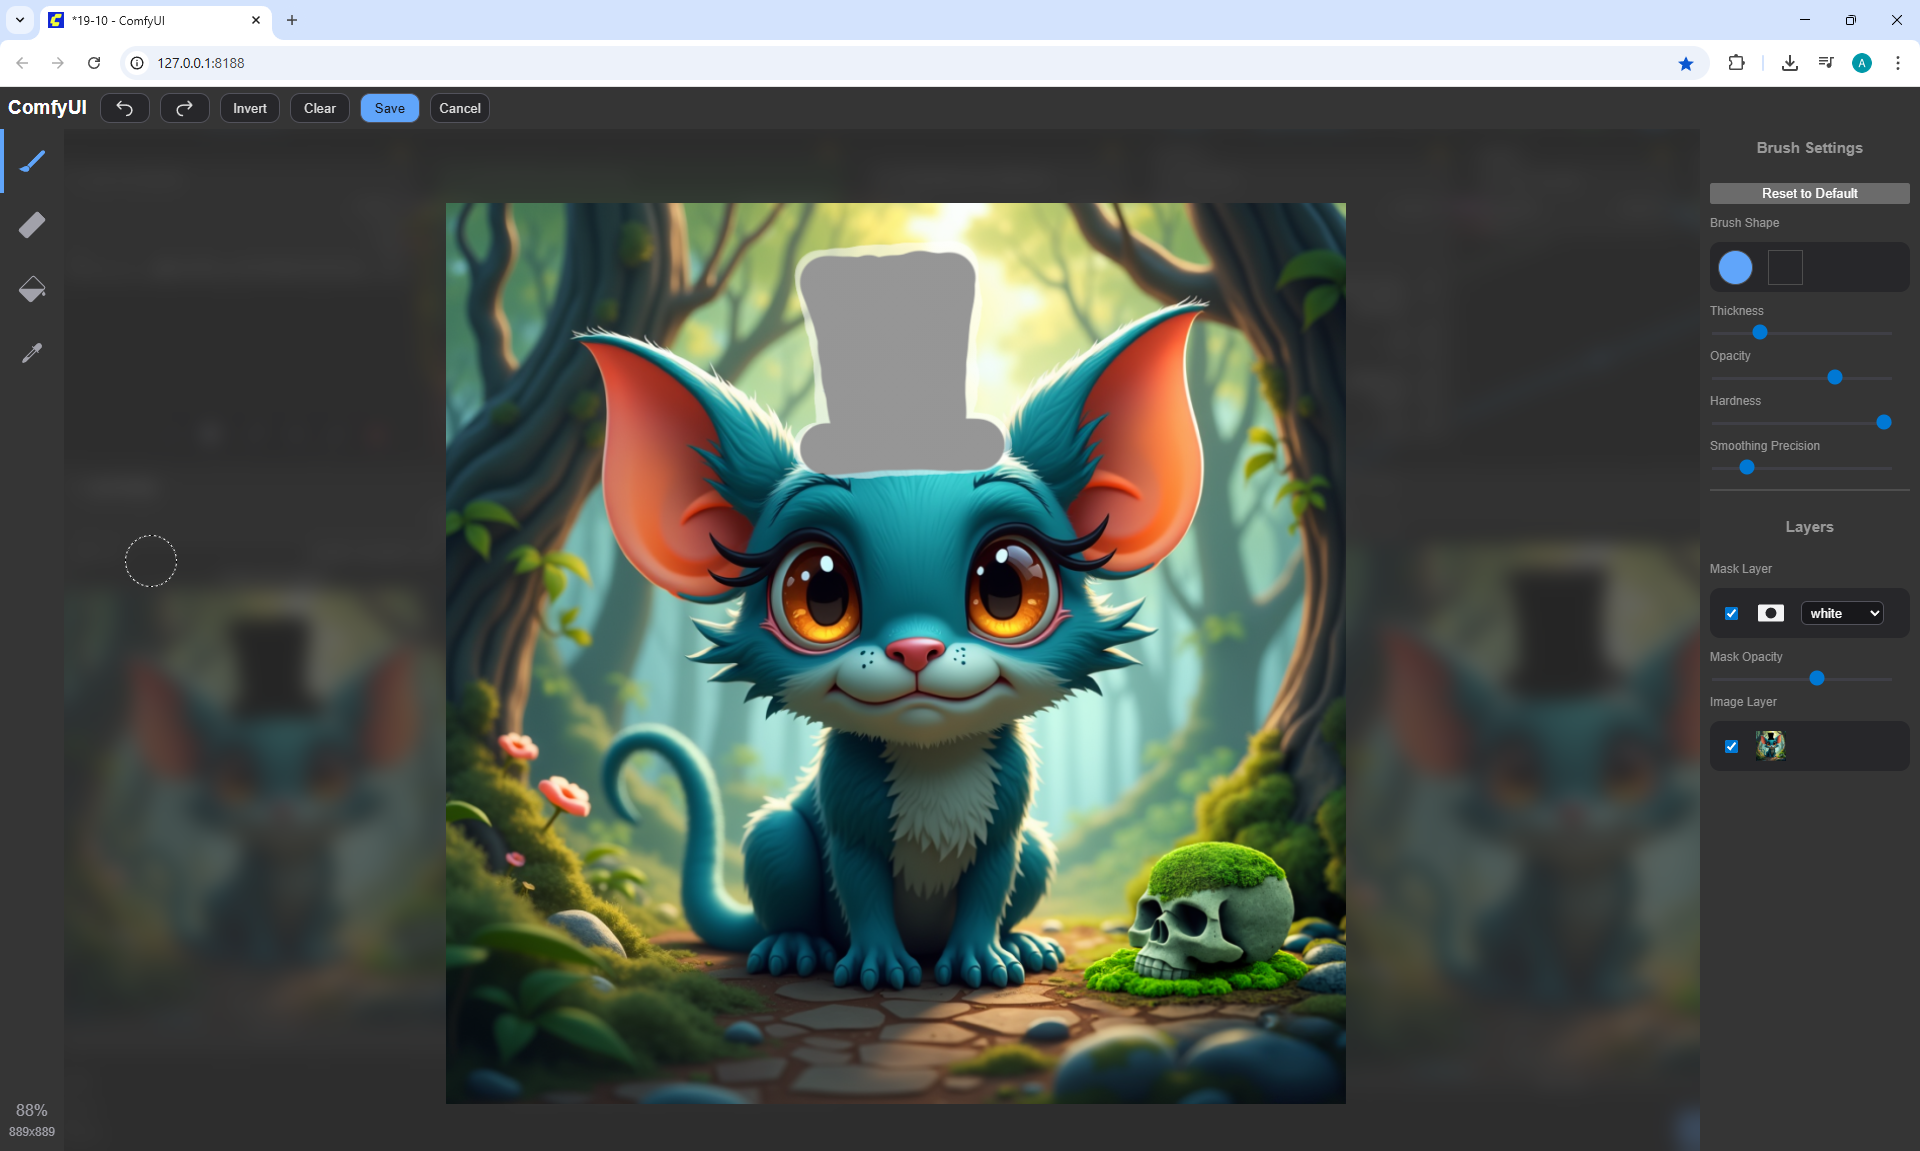 *19-10 - ComfyUI
127.0.0.1:8188
A
ComfyUI
Invert
Clear
Save
Cancel
Brush Settings
Reset to Default
Brush Shape
Thickness
Opacity
Hardness
Smoothing Precision
Layers
Mask Layer
white
Mask Opacity
Image Layer
88%
889x889